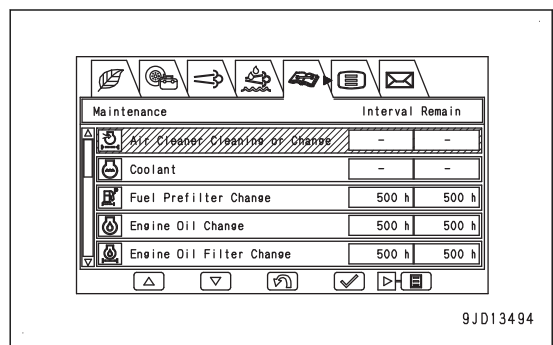 Maintenance Interval Remain
Air Cleaner Cleaning or Change - -
Coolant - -
Fuel Prefilter Change 500 h 500 h
Engine Oil Change 500 h 500 h
Engine Oil Filter Change 500 h 500 h
9JD13494